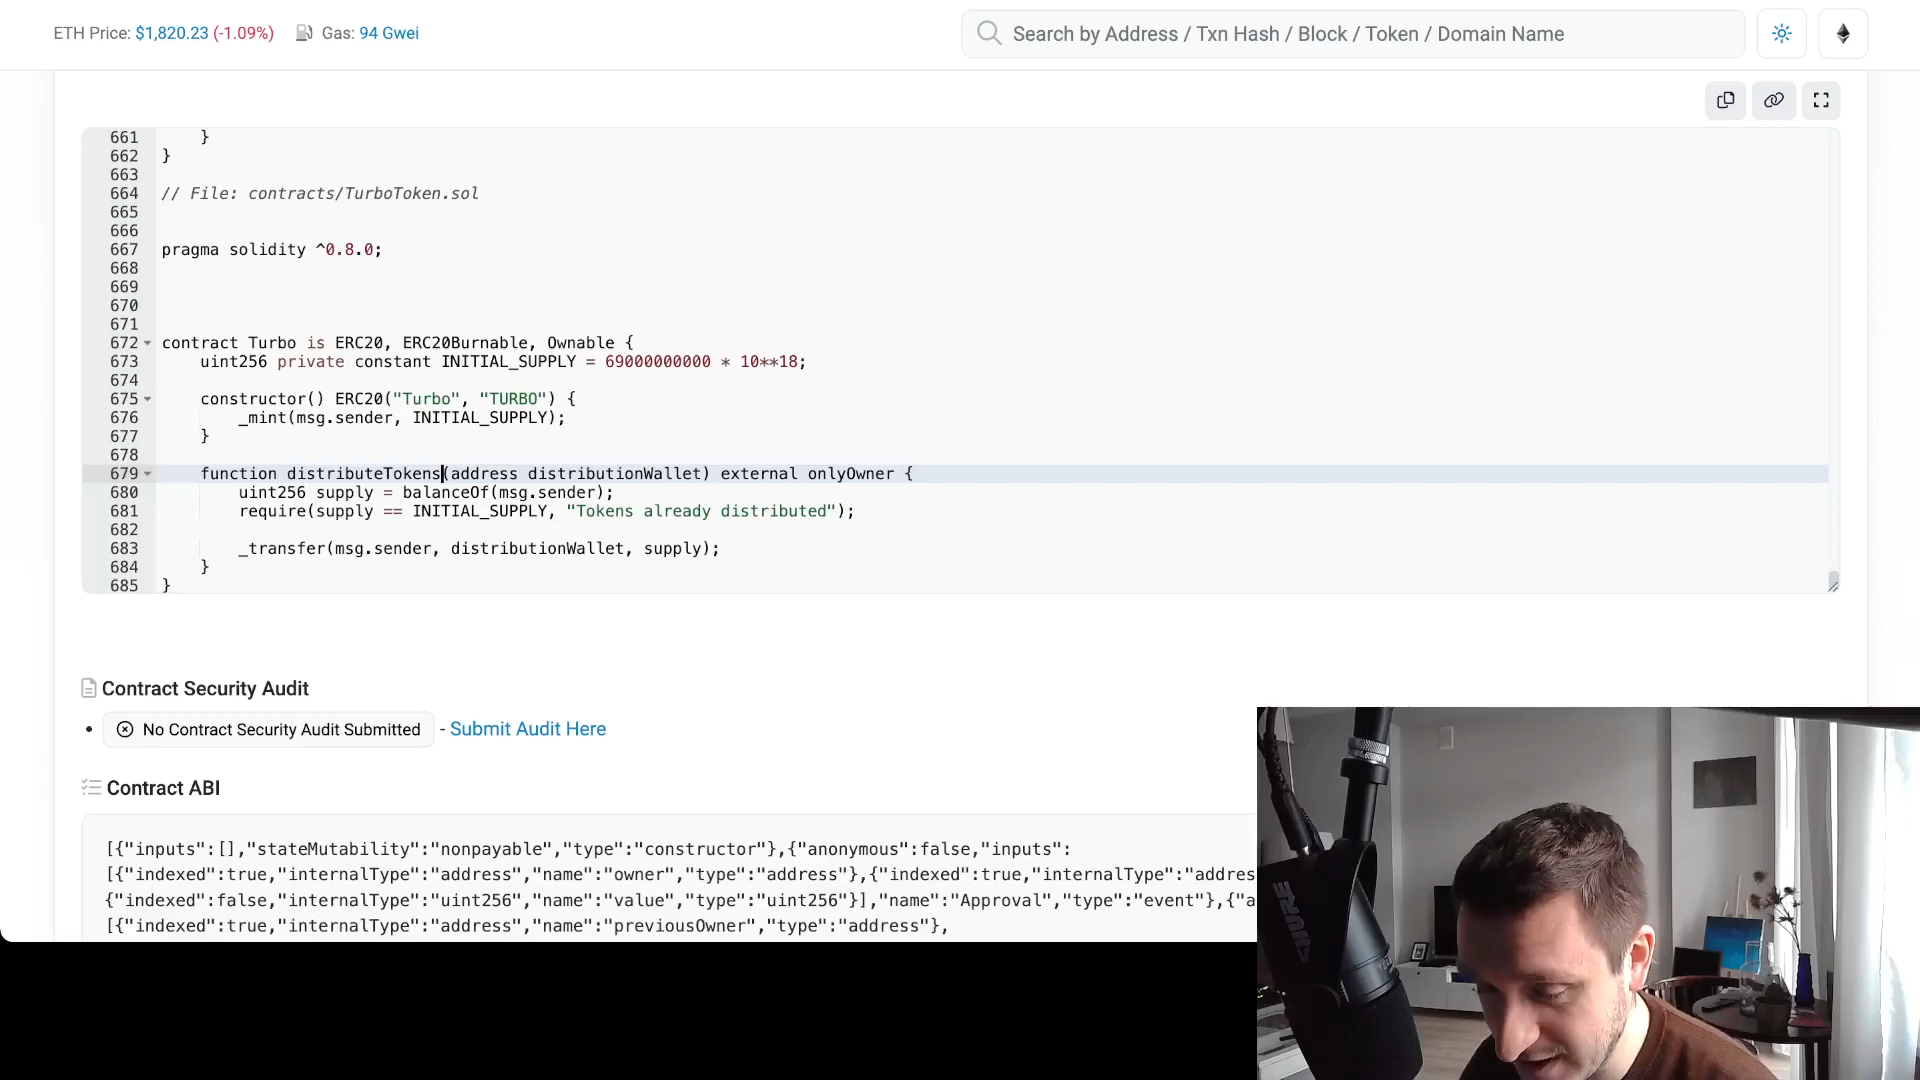 ETH Price: $1,820.23 (-1.09%) Gas: 94 Gwei
Search by Address / Txn Hash / Block / Token / Domain Name
661 }
662 }
663
664 // File: contracts/TurboToken.sol
665
666
667 pragma solidity ^0.8.0;
668
669
670
671
672 contract Turbo is ERC20, ERC20Burnable, Ownable {
673 uint256 private constant INITIAL_SUPPLY = 69000000000 * 10**18;
674
675 constructor() ERC20("Turbo", "TURBO") {
676 _mint(msg.sender, INITIAL_SUPPLY);
677 }
678
679 function distributeTokens(address distributionWallet) external onlyOwner {
680 uint256 supply = balanceOf(msg.sender);
681 require(supply == INITIAL_SUPPLY, "Tokens already distributed");
682
683 _transfer(msg.sender, distributionWallet, supply);
684 }
685 }
Contract Security Audit
• No Contract Security Audit Submitted - Submit Audit Here
Contract ABI
[{"inputs":[],"stateMutability":"nonpayable","type":"constructor"},{"anonymous":false,"inputs":
[{"indexed":true,"internalType":"address","name":"owner","type":"address"},{"indexed":true,"internalType":"addres
{"indexed":false,"internalType":"uint256","name":"value","type":"uint256"}],"name":"Approval","type":"event"},{"a
[{"indexed":true,"internalType":"address","name":"previousOwner","type":"address"},
SHURE